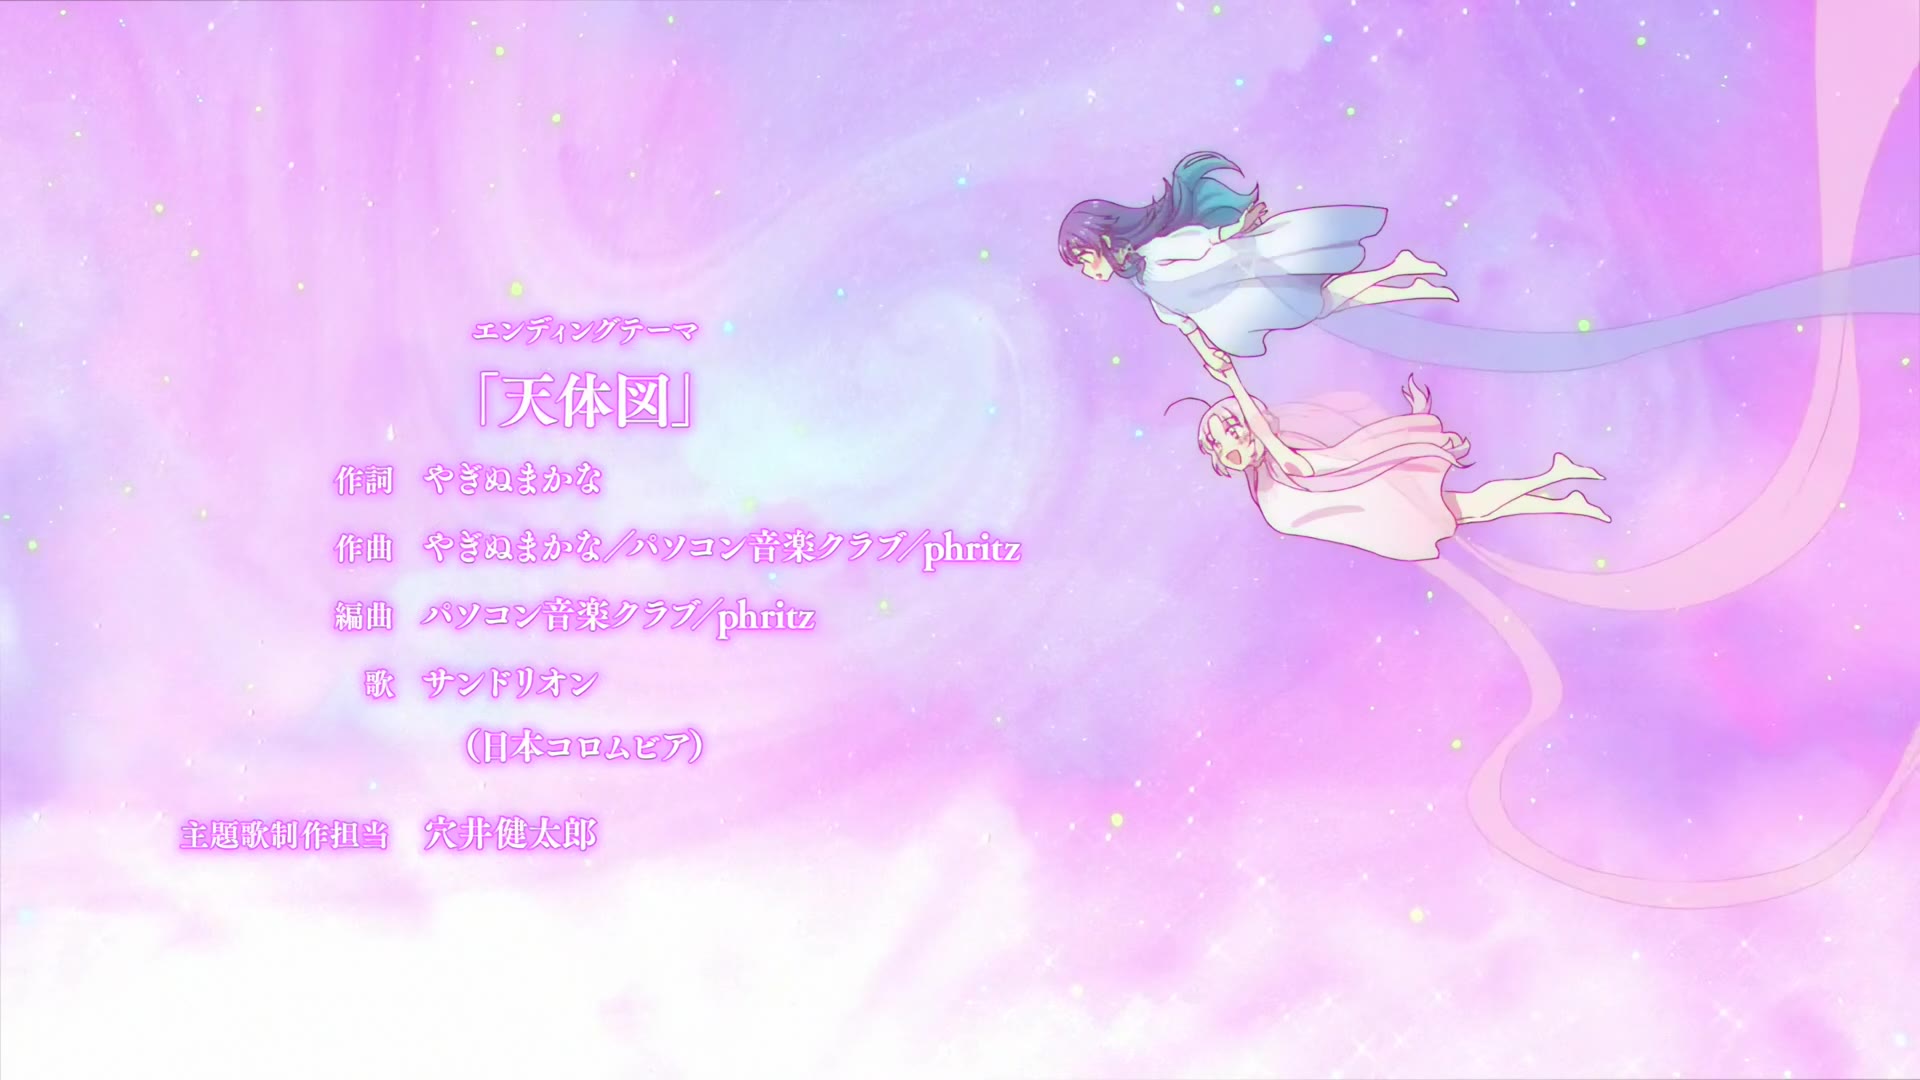 エンディングテーマ
「天体図」
作詞 やぎぬまかな
作曲 やぎぬまかな／パソコン音楽クラブ／phritz
編曲 パソコン音楽クラブ／phritz
歌 サンドリオン
（日本コロムビア）
主題歌制作担当 穴井健太郎